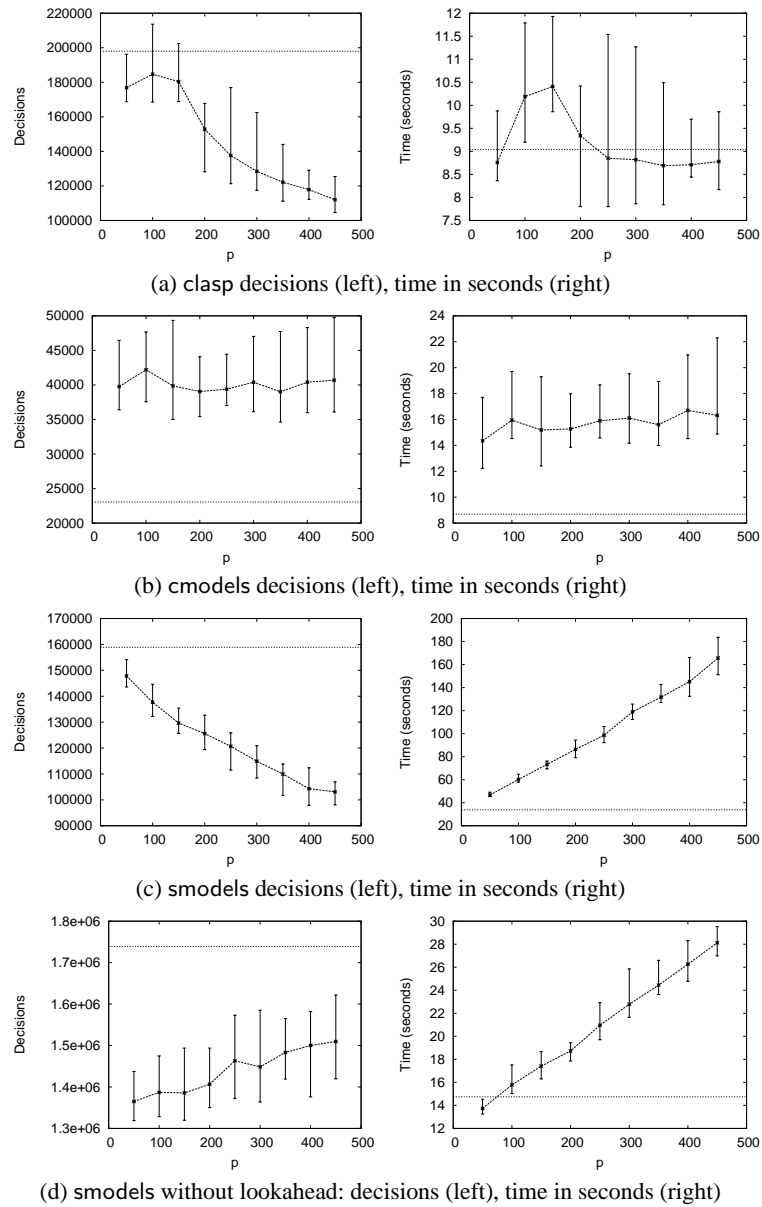 220000
200000
180000
160000
140000
120000
100000
Decisions
0 100 200 300 400 500
p
12
11.5
11
10.5
10
9.5
9
8.5
8
7.5
Time (seconds)
0 100 200 300 400 500
p
(a) clasp decisions (left), time in seconds (right)
50000
45000
40000
35000
30000
25000
20000
Decisions
0 100 200 300 400 500
p
24
22
20
18
16
14
12
10
8
Time (seconds)
0 100 200 300 400 500
p
(b) cmodels decisions (left), time in seconds (right)
170000
160000
150000
140000
130000
120000
110000
100000
90000
Decisions
0 100 200 300 400 500
p
200
180
160
140
120
100
80
60
40
20
Time (seconds)
0 100 200 300 400 500
p
(c) smodels decisions (left), time in seconds (right)
1.8e+06
1.7e+06
1.6e+06
1.5e+06
1.4e+06
1.3e+06
Decisions
0 100 200 300 400 500
p
30
28
26
24
22
20
18
16
14
12
Time (seconds)
0 100 200 300 400 500
p
(d) smodels without lookahead: decisions (left), time in seconds (right)